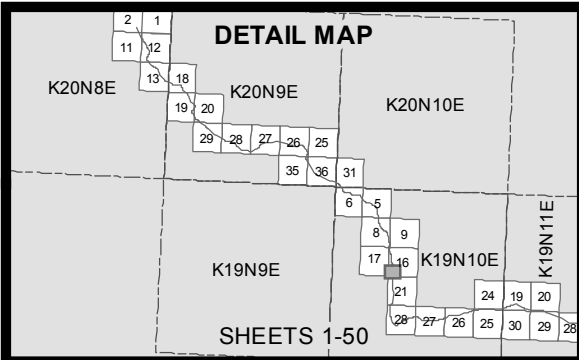 2 1
DETAIL MAP
11 12
K20N8E
13 18
K20N9E
K20N10E
19 20
29 28 27 26 25
35 36 31
6 5
8 9
K19N11E
17 16
K19N10E
K19N9E
21
24 19 20
28 27 26 25 30 29 28
SHEETS 1-50